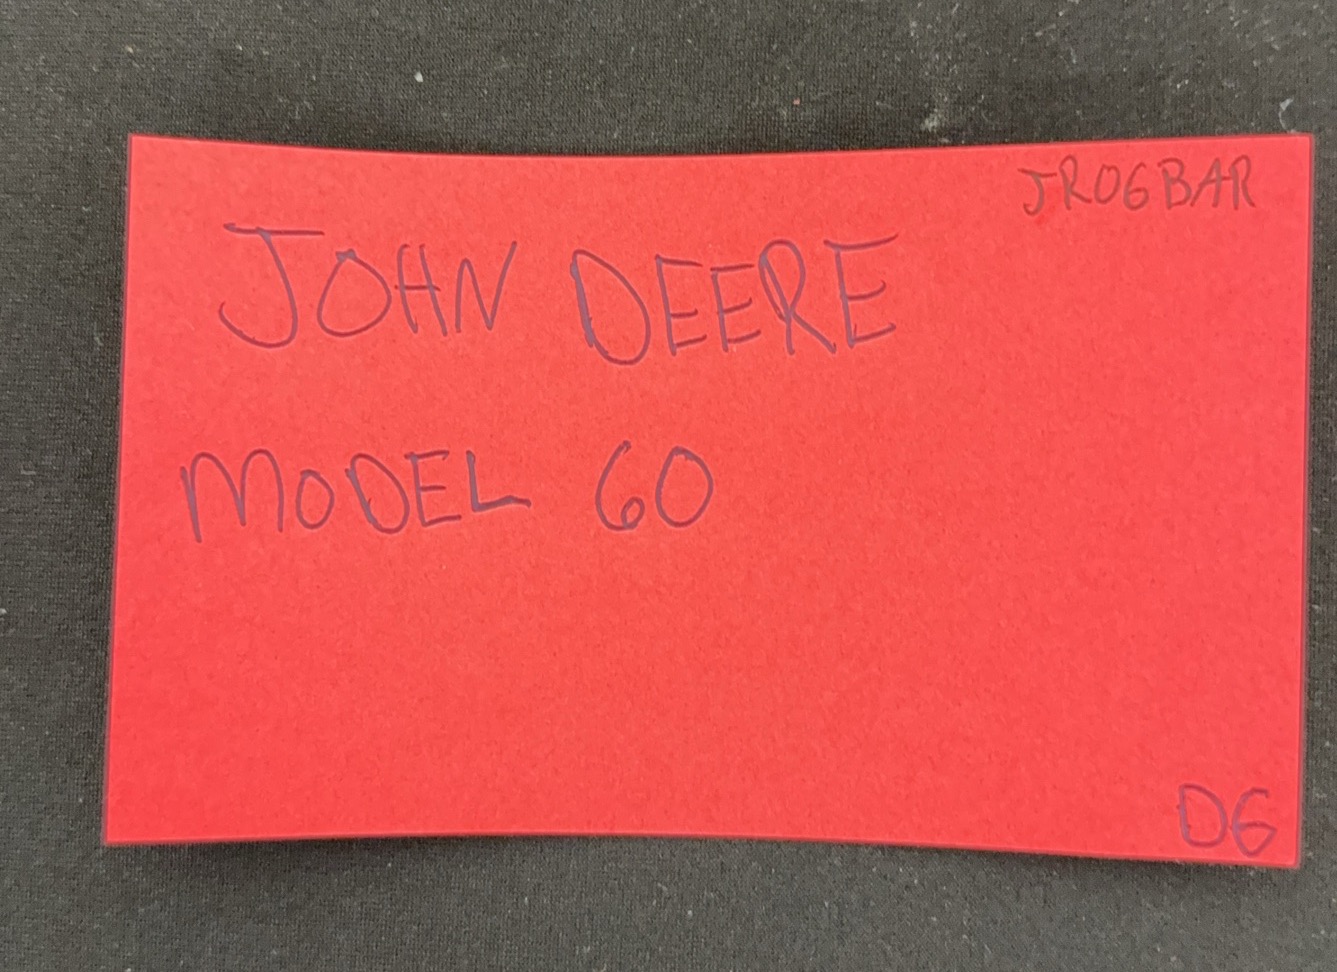 JROGBAR
JOHN DEERE
MODEL 60
DG